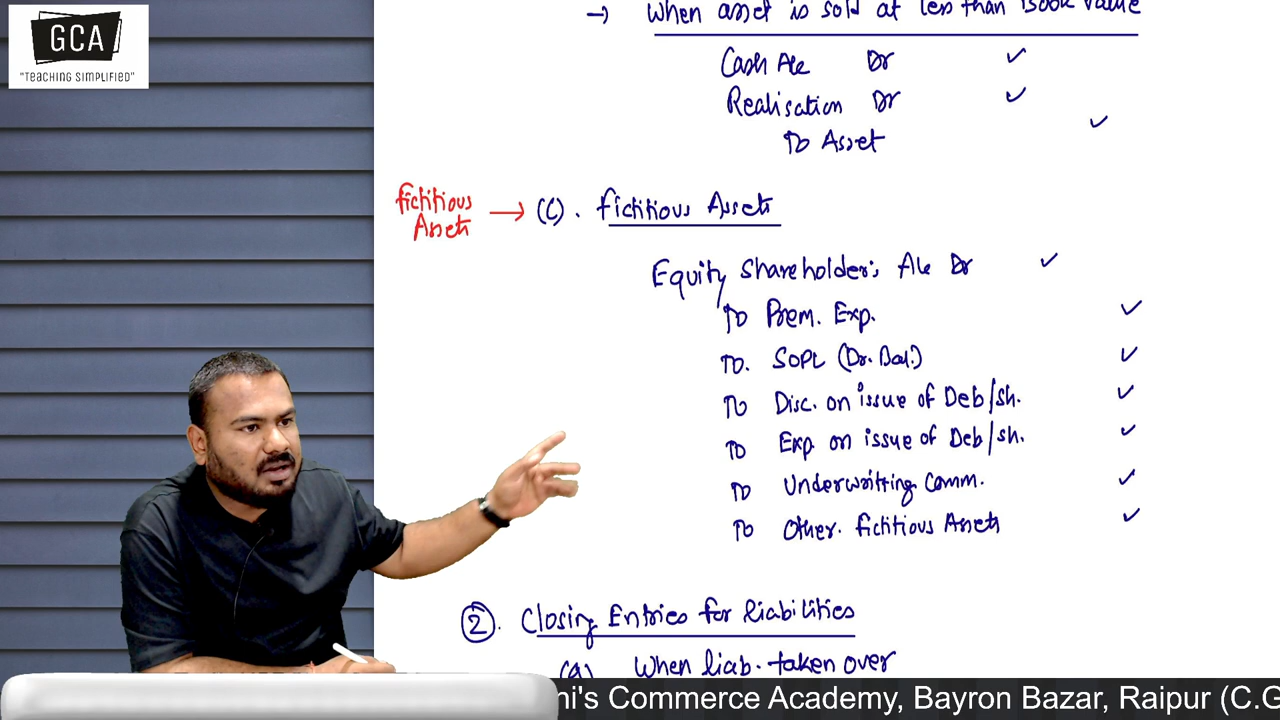 GCA
"TEACHING SIMPLIFIED"
→ When asset is sold at less than Book value
Cash A/c Dr ✓
Realisation Dr ✓
To Asset ✓
fictitious
Assets → (C). fictitious Assets
Equity shareholders A/c Dr ✓
To Prem. Exp. ✓
To. SOPL (Dr. Bal.) ✓
To Disc. on issue of Deb/sh. ✓
To Exp. on issue of Deb/sh. ✓
To Underwritting Comm. ✓
To Other. fictitious Assets ✓
2. Closing Entries for liabilities
(a) When liab. taken over
hi's Commerce Academy, Bayron Bazar, Raipur (C.G